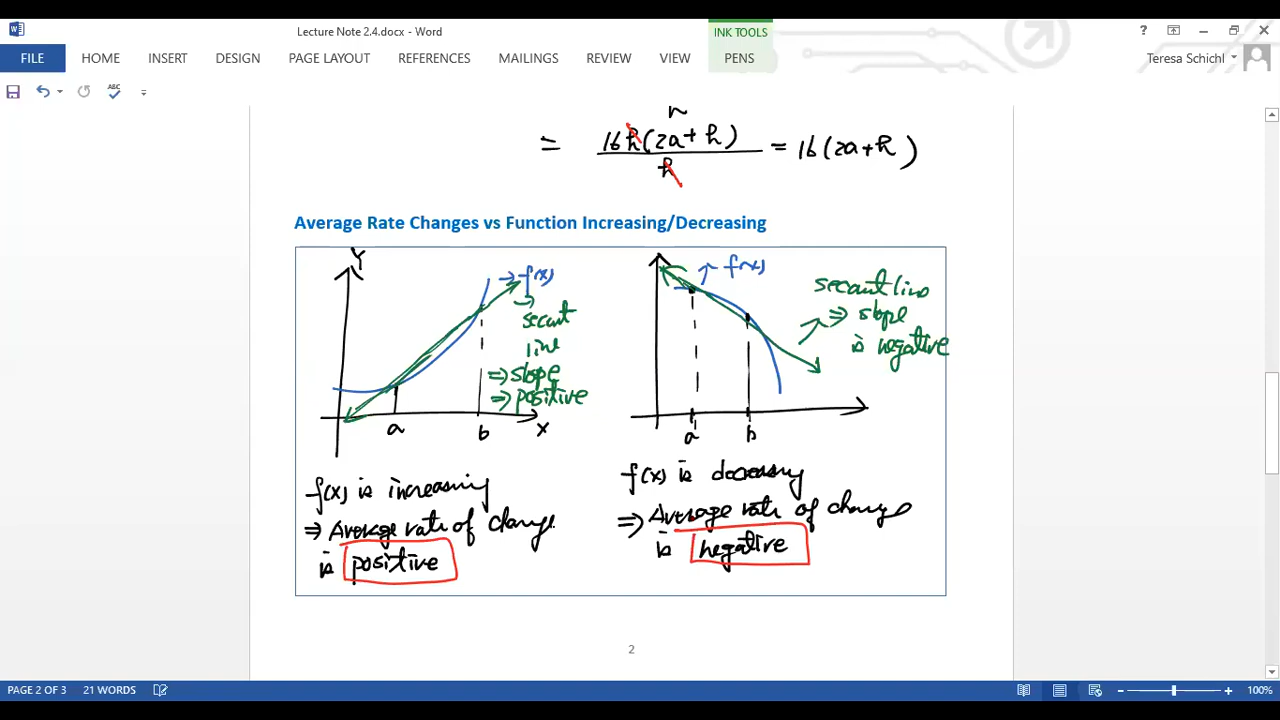 Lecture Note 2.4.docx - Word
INK TOOLS
?
FILE
HOME
INSERT
DESIGN
PAGE LAYOUT
REFERENCES
MAILINGS
REVIEW
VIEW
PENS
Teresa Schichl
ABC
h
= 16h(2a+h) / h = 16(2a+h)
Average Rate Changes vs Function Increasing/Decreasing
Y
→ f(x)
→ secant
line
⇒ slope
⇒ positive
a
b
x
f(x) is increasing
⇒ Average rate of change
is positive
f(x)
secant line
⇒ slope
is negative
a
b
f(x) is decreasing
⇒ Average rate of change
is negative
2
PAGE 2 OF 3
21 WORDS
100%